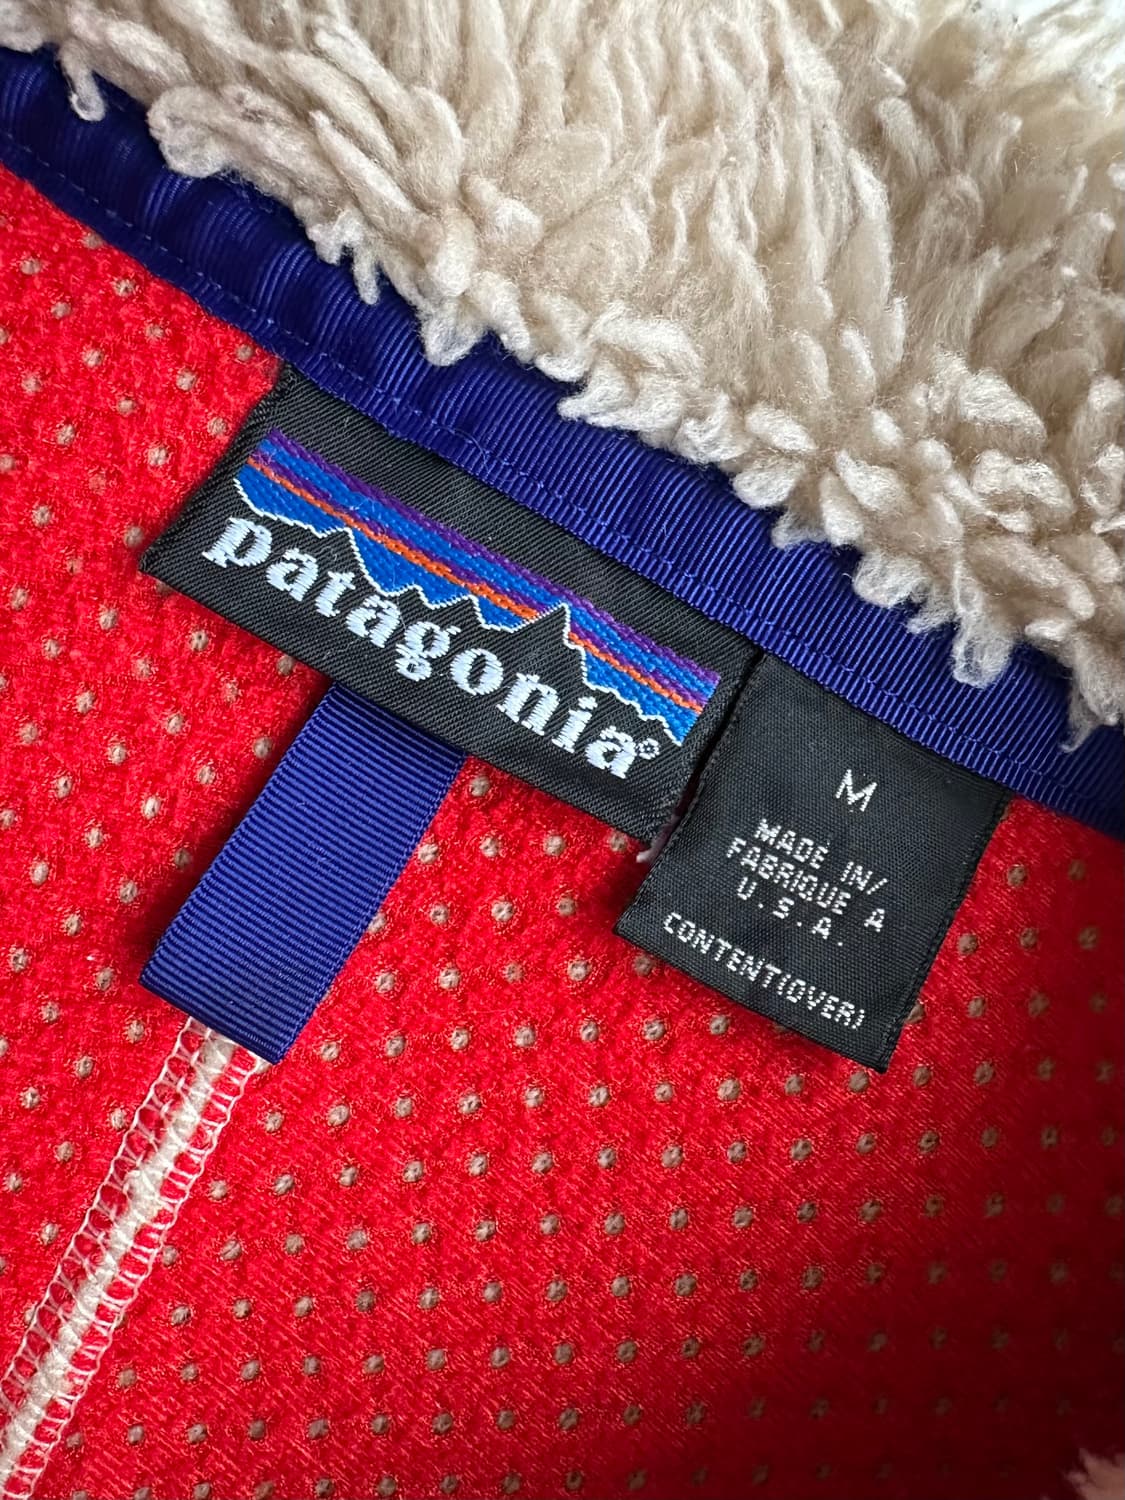 patagonia®
M
MADE IN/
FABRIQUE A
U.S.A.
CONTENT(OVER)